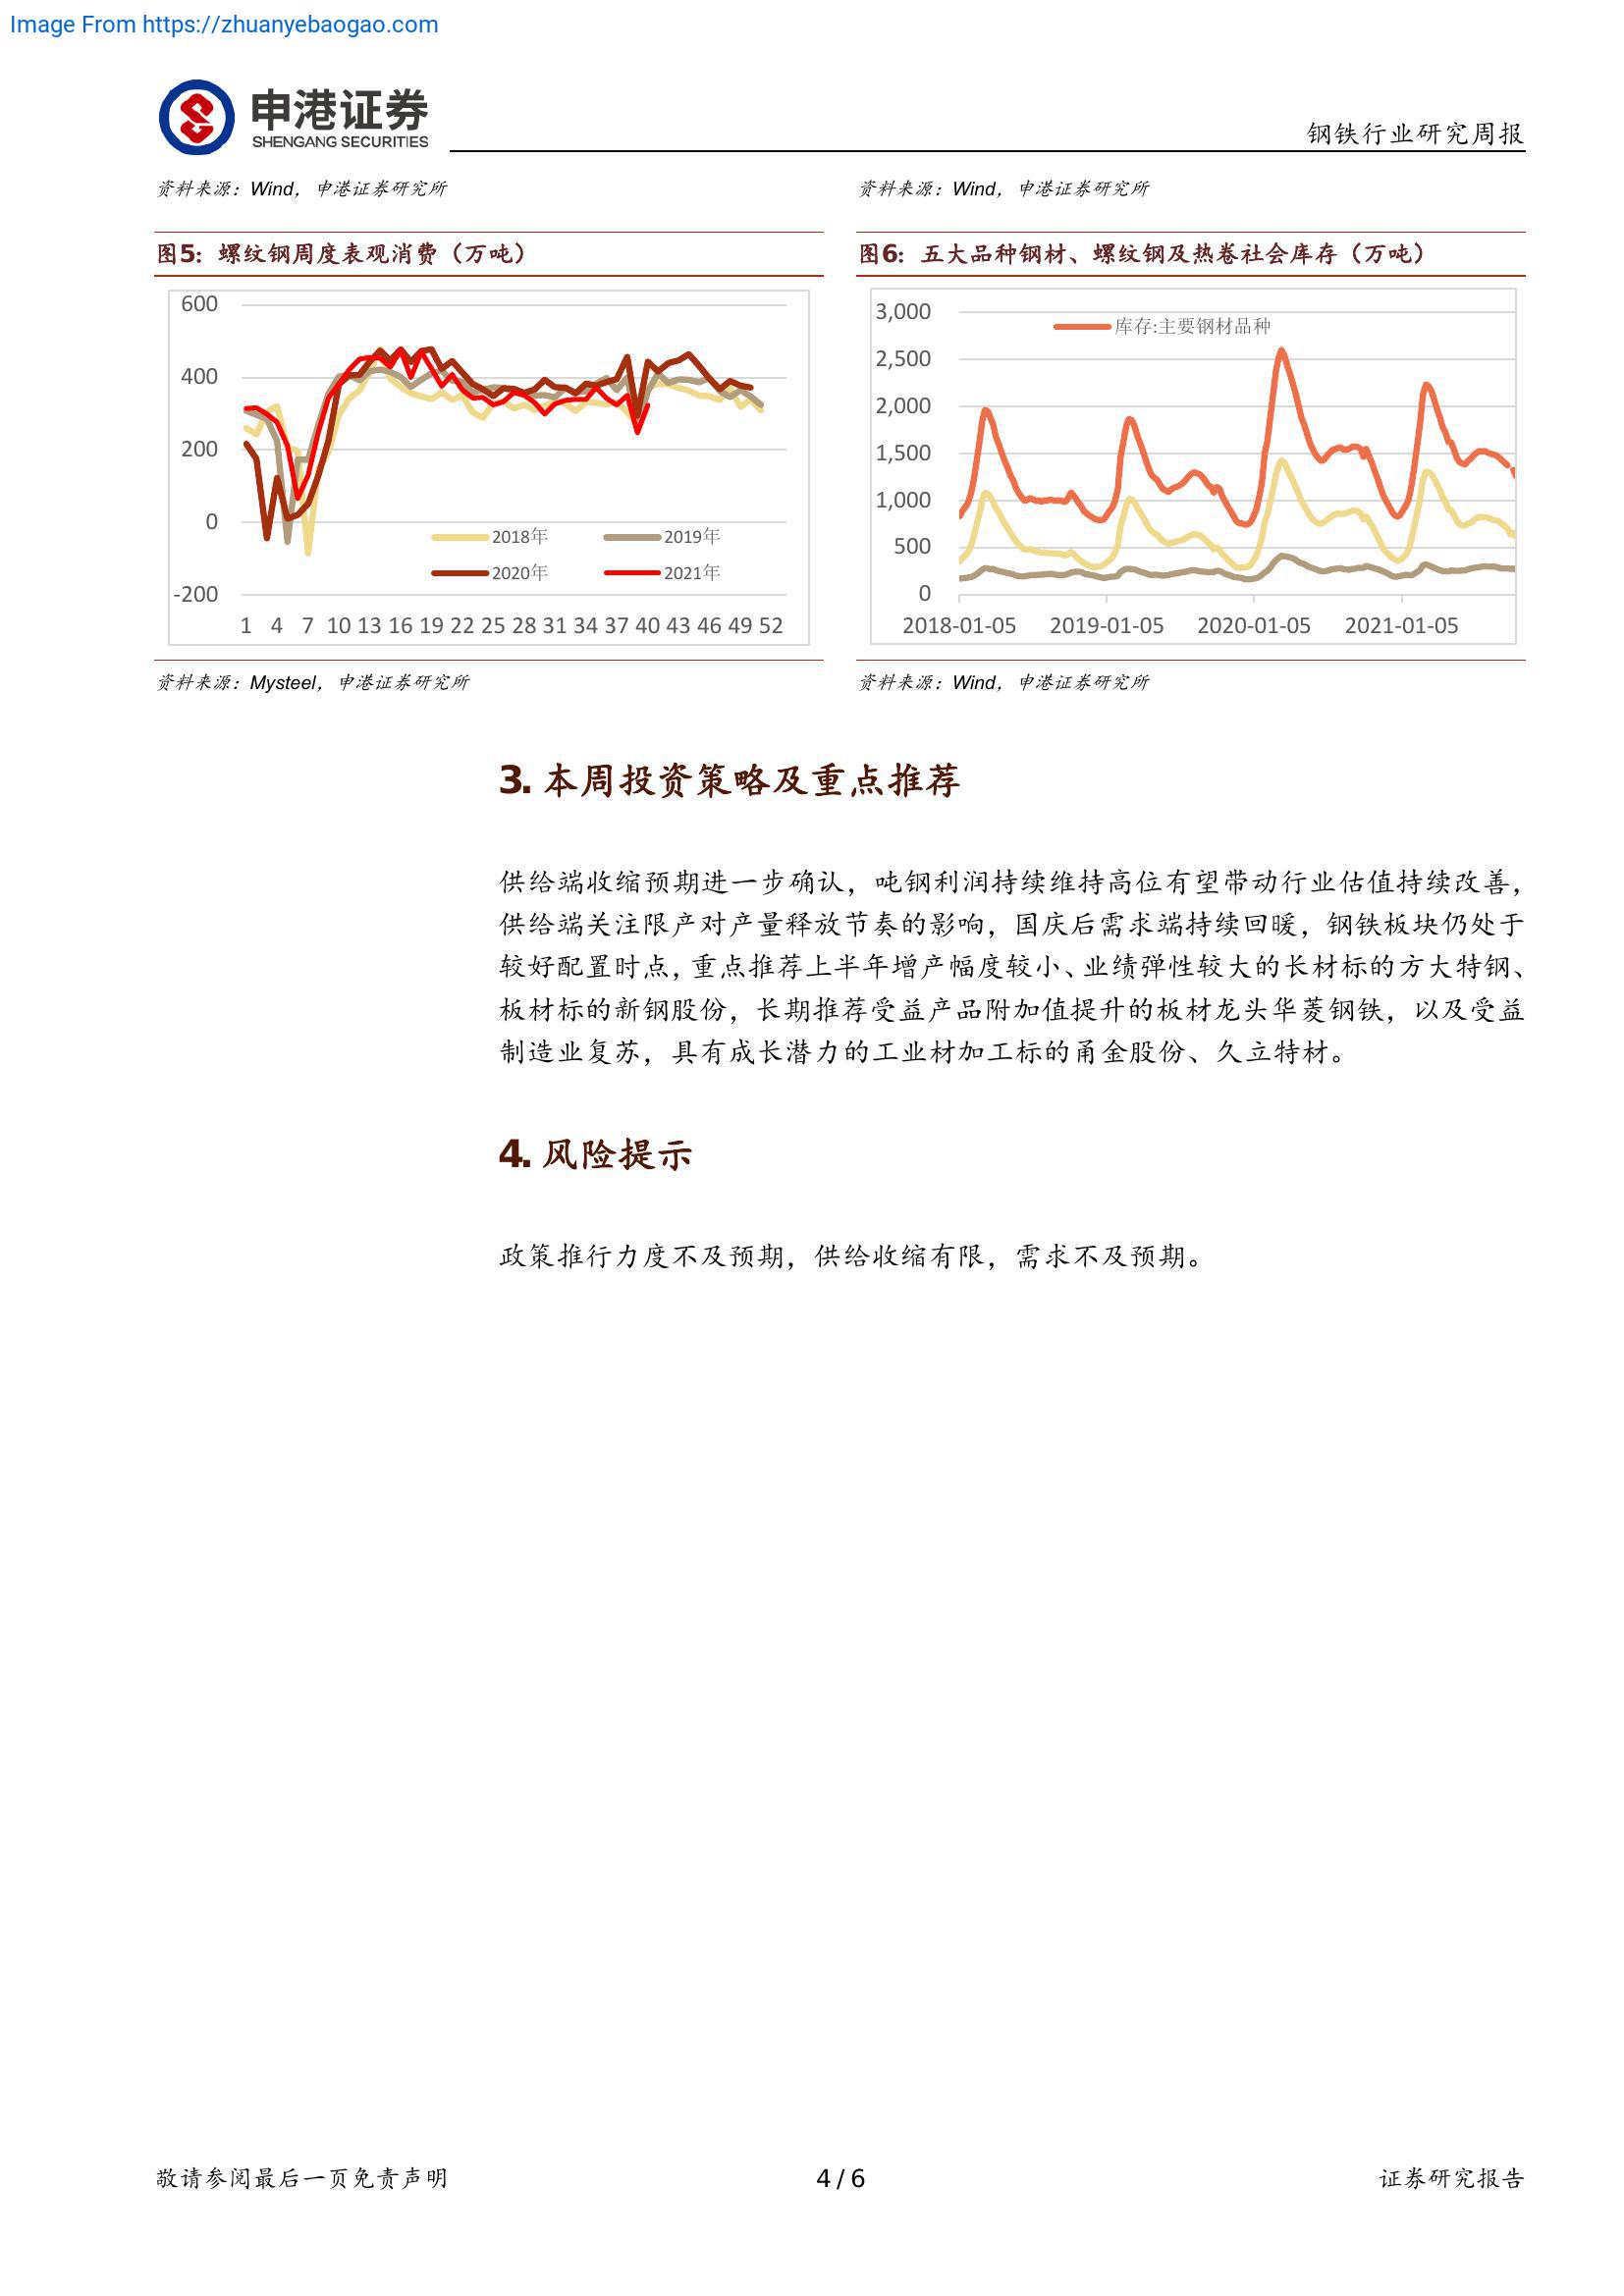 Image From https://zhuanyebaogao.com
申港证券
SHENGANG SECURITIES
钢铁行业研究周报
资料来源：Wind，申港证券研究所
资料来源：Wind，申港证券研究所
图5：螺纹钢周度表观消费（万吨）
600
400
200
0
-200
2018年
2019年
2020年
2021年
1 4 7 10 13 16 19 22 25 28 31 34 37 40 43 46 49 52
资料来源：Mysteel，申港证券研究所
图6：五大品种钢材、螺纹钢及热卷社会库存（万吨）
3,000
2,500
2,000
1,500
1,000
500
0
库存:主要钢材品种
2018-01-05 2019-01-05 2020-01-05 2021-01-05
资料来源：Wind，申港证券研究所
3. 本周投资策略及重点推荐
供给端收缩预期进一步确认，吨钢利润持续维持高位有望带动行业估值持续改善，
供给端关注限产对产量释放节奏的影响，国庆后需求端持续回暖，钢铁板块仍处于
较好配置时点，重点推荐上半年增产幅度较小、业绩弹性较大的长材标的方大特钢、
板材标的新钢股份，长期推荐受益产品附加值提升的板材龙头华菱钢铁，以及受益
制造业复苏，具有成长潜力的工业材加工标的甬金股份、久立特材。
4. 风险提示
政策推行力度不及预期，供给收缩有限，需求不及预期。
敬请参阅最后一页免责声明
4 / 6
证券研究报告